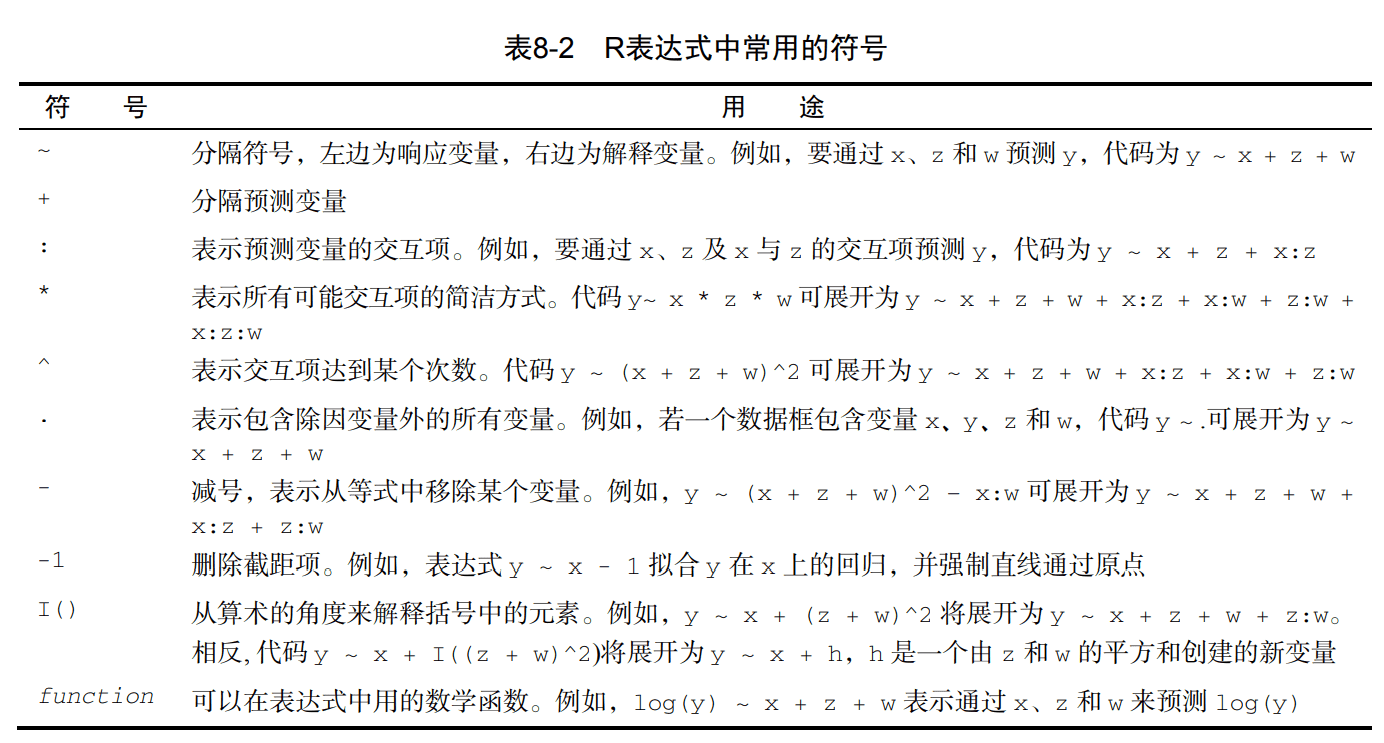 表8-2 R表达式中常用的符号
符 号 用 途
~ 分隔符号，左边为响应变量，右边为解释变量。例如，要通过 x、z 和 w 预测 y，代码为 y ~ x + z + w
+ 分隔预测变量
: 表示预测变量的交互项。例如，要通过 x、z 及 x 与 z 的交互项预测 y，代码为 y ~ x + z + x:z
* 表示所有可能交互项的简洁方式。代码 y~ x * z * w 可展开为 y ~ x + z + w + x:z + x:w + z:w +
x:z:w
^ 表示交互项达到某个次数。代码 y ~ (x + z + w)^2 可展开为 y ~ x + z + w + x:z + x:w + z:w
. 表示包含除因变量外的所有变量。例如，若一个数据框包含变量 x、y、z 和 w，代码 y ~ .可展开为 y ~
x + z + w
- 减号，表示从等式中移除某个变量。例如，y ~ (x + z + w)^2 – x:w 可展开为 y ~ x + z + w +
x:z + z:w
-1 删除截距项。例如，表达式 y ~ x - 1 拟合 y 在 x 上的回归，并强制直线通过原点
I() 从算术的角度来解释括号中的元素。例如，y ~ x + (z + w)^2 将展开为 y ~ x + z + w + z:w。
相反, 代码 y ~ x + I((z + w)^2)将展开为 y ~ x + h，h 是一个由 z 和 w 的平方和创建的新变量
function 可以在表达式中用的数学函数。例如，log(y) ~ x + z + w 表示通过 x、z 和 w 来预测 log(y)